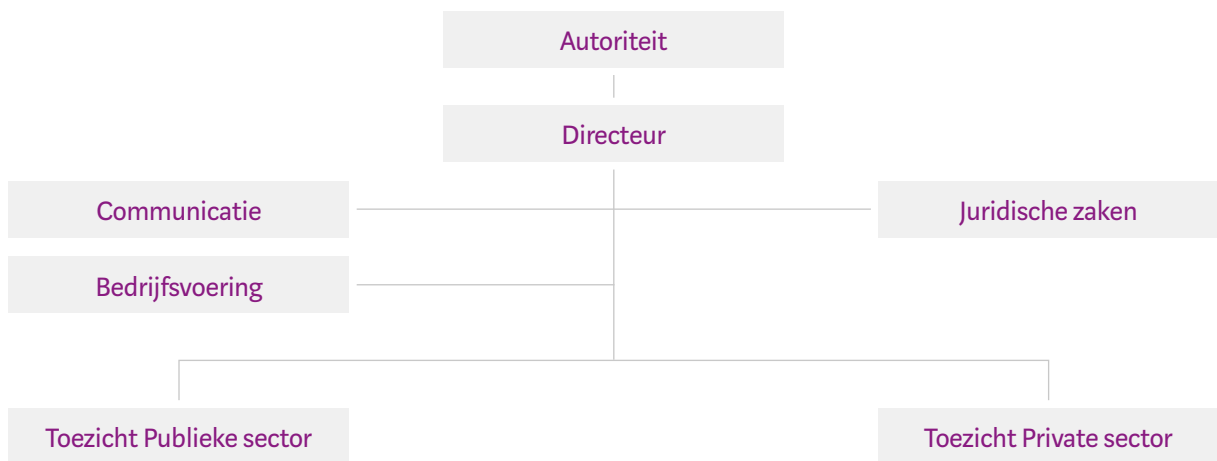 Autoriteit
Directeur
Communicatie
Juridische zaken
Bedrijfsvoering
Toezicht Publieke sector
Toezicht Private sector